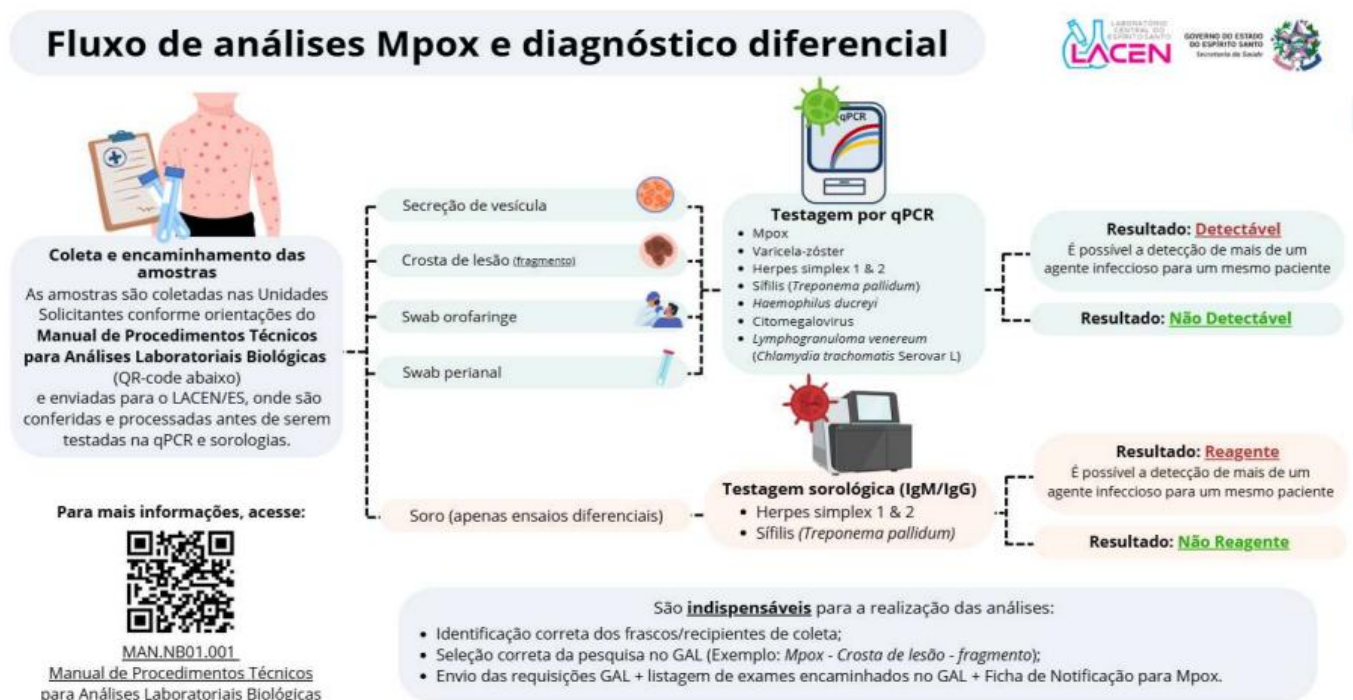 Fluxo de análises Mpox e diagnóstico diferencial
LABORATÓRIO
CENTRAL DO
ESPÍRITO SANTO
LACEN
GOVERNO DO ESTADO
DO ESPÍRITO SANTO
Secretaria da Saúde
Coleta e encaminhamento das
amostras
As amostras são coletadas nas Unidades
Solicitantes conforme orientações do
Manual de Procedimentos Técnicos
para Análises Laboratoriais Biológicas
(QR-code abaixo)
e enviadas para o LACEN/ES, onde são
conferidas e processadas antes de serem
testadas na qPCR e sorologias.
Para mais informações, acesse:
MAN.NB01.001
Manual de Procedimentos Técnicos
para Análises Laboratoriais Biológicas
Secreção de vesícula
Crosta de lesão (fragmento)
Swab orofaringe
Swab perianal
Soro (apenas ensaios diferenciais)
qPCR
Testagem por qPCR
• Mpox
• Varicela-zóster
• Herpes simplex 1 & 2
• Sífilis (Treponema pallidum)
• Haemophilus ducreyi
• Citomegalovirus
• Lymphogranuloma venereum
(Chlamydia trachomatis Serovar L)
Testagem sorológica (IgM/IgG)
• Herpes simplex 1 & 2
• Sífilis (Treponema pallidum)
Resultado: Detectável
É possível a detecção de mais de um
agente infeccioso para um mesmo paciente
Resultado: Não Detectável
Resultado: Reagente
É possível a detecção de mais de um
agente infeccioso para um mesmo paciente
Resultado: Não Reagente
São indispensáveis para a realização das análises:
• Identificação correta dos frascos/recipientes de coleta;
• Seleção correta da pesquisa no GAL (Exemplo: Mpox - Crosta de lesão - fragmento);
• Envio das requisições GAL + listagem de exames encaminhados no GAL + Ficha de Notificação para Mpox.